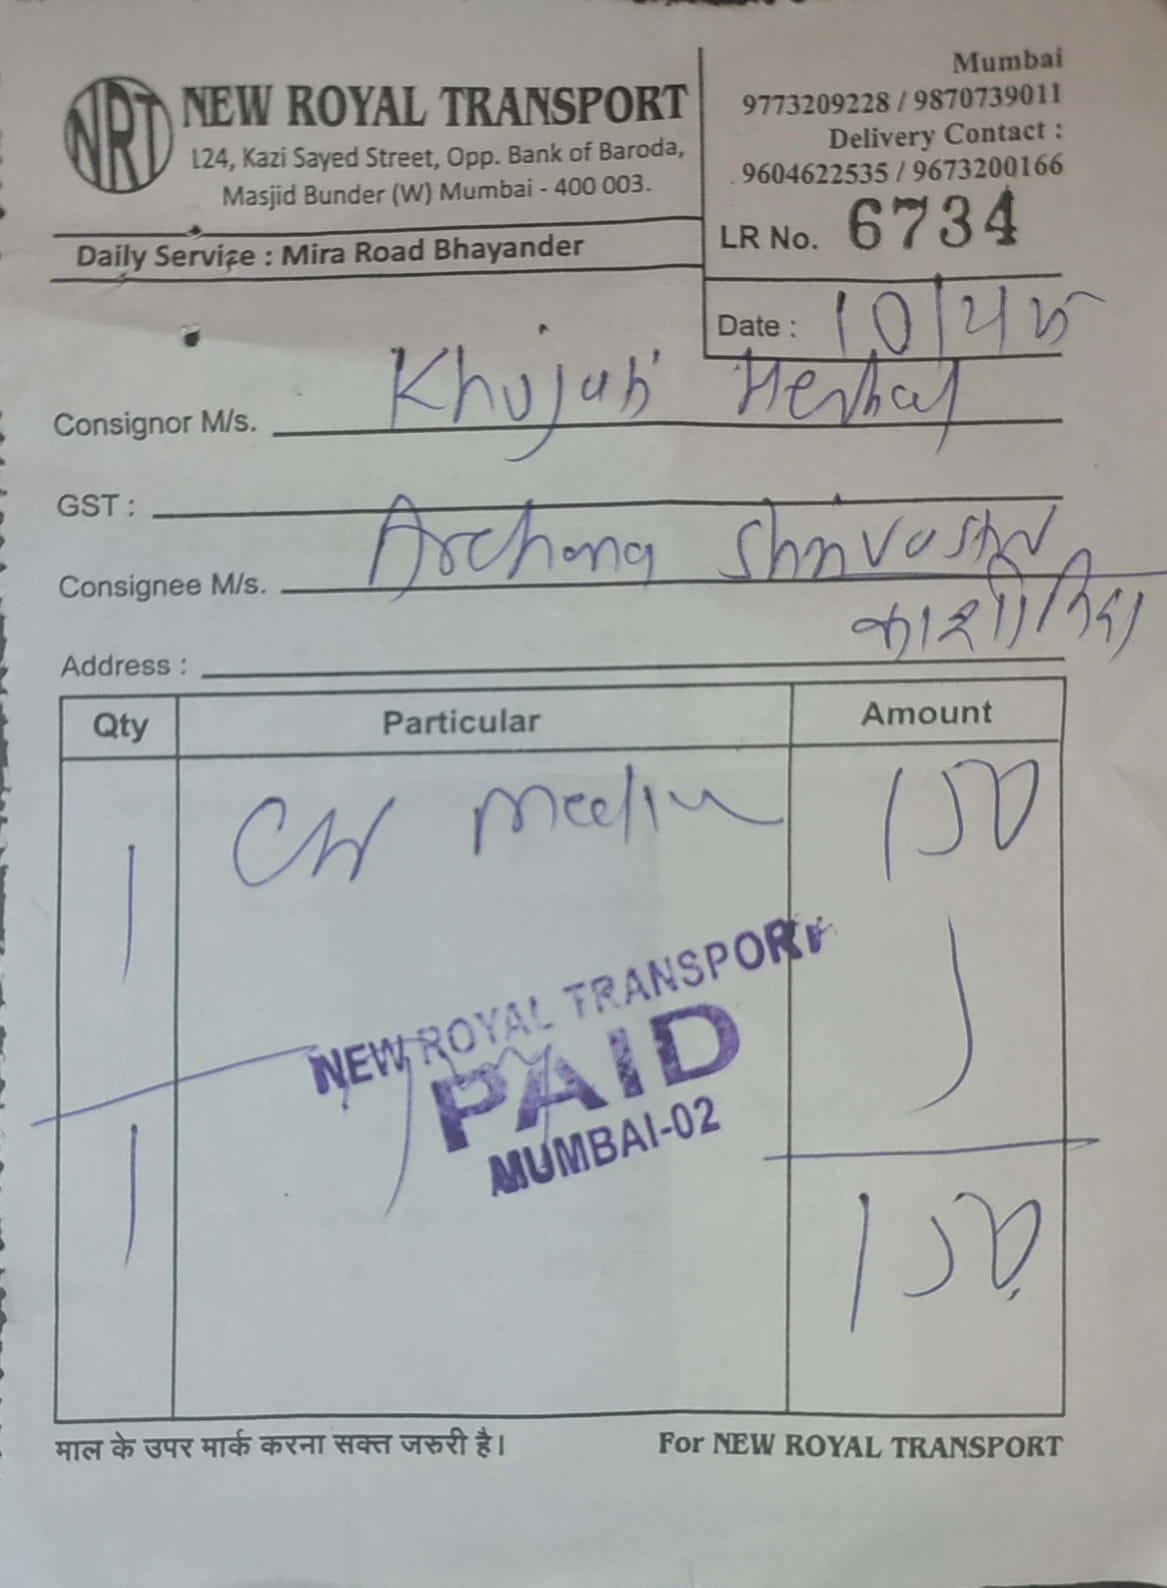 NRT
NEW ROYAL TRANSPORT
124, Kazi Sayed Street, Opp. Bank of Baroda,
Masjid Bunder (W) Mumbai - 400 003.
Daily Service : Mira Road Bhayander
Mumbai
9773209228 / 9870739011
Delivery Contact :
9604622535 / 9673200166
LR No. 6734
Date : 10/4
Consignor M/s. Herbal
GST :
Consignee M/s. Archana
Address :
Qty Particular Amount
1 150
NEW ROYAL TRANSPORT
PAID
MUMBAI-02
1 150
माल के उपर मार्क करना सक्त जरुरी है।
For NEW ROYAL TRANSPORT